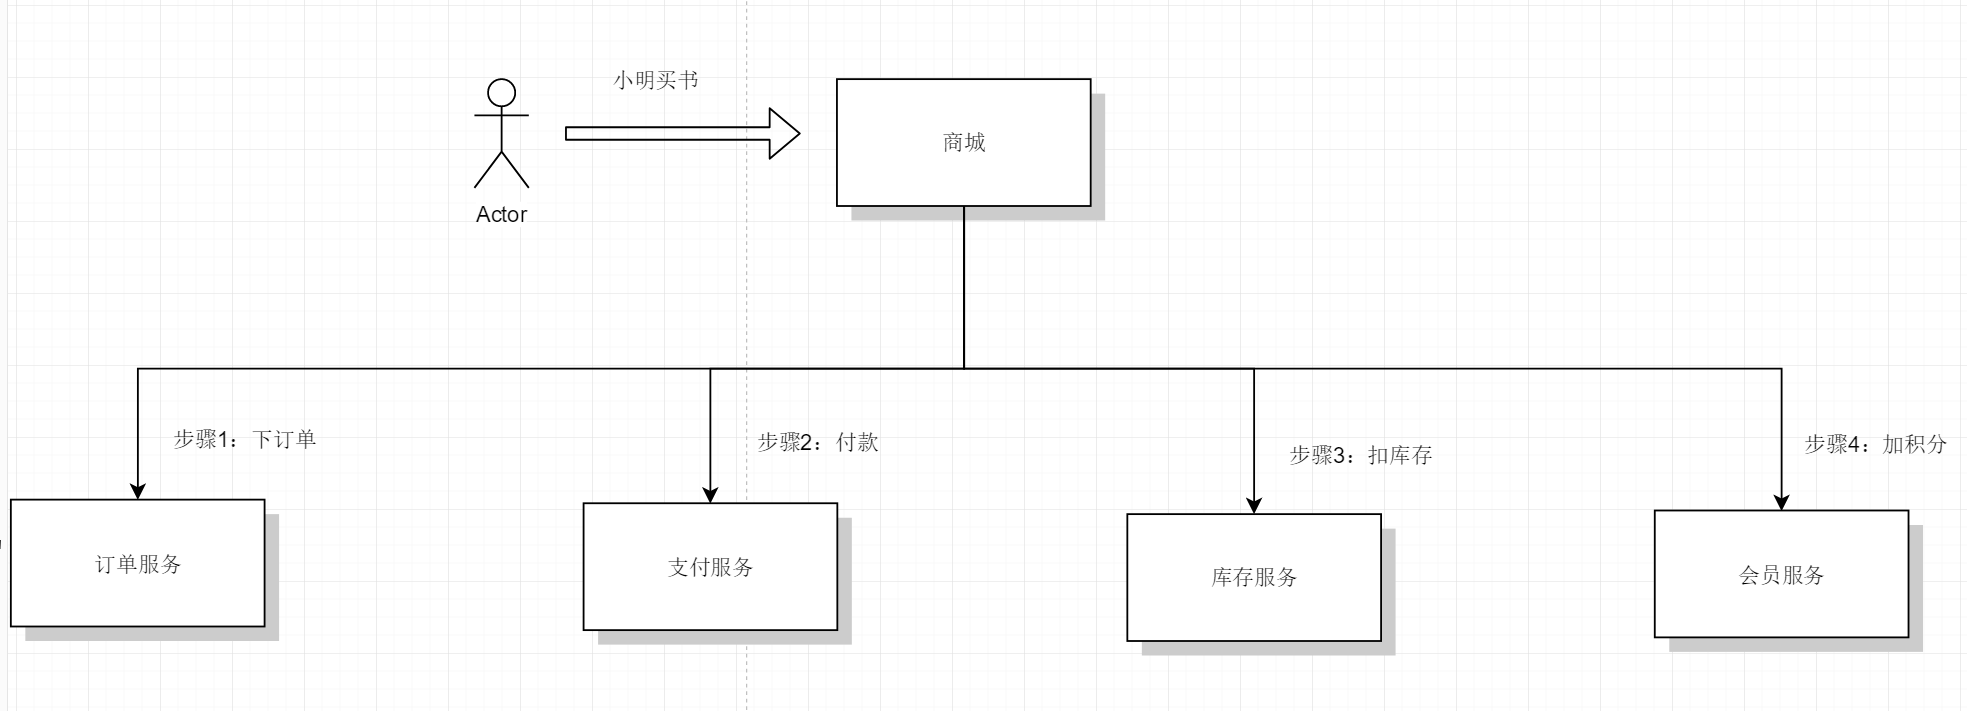 小明买书
商城
Actor
步骤1：下订单
步骤2：付款
步骤3：扣库存
步骤4：加积分
订单服务
支付服务
库存服务
会员服务